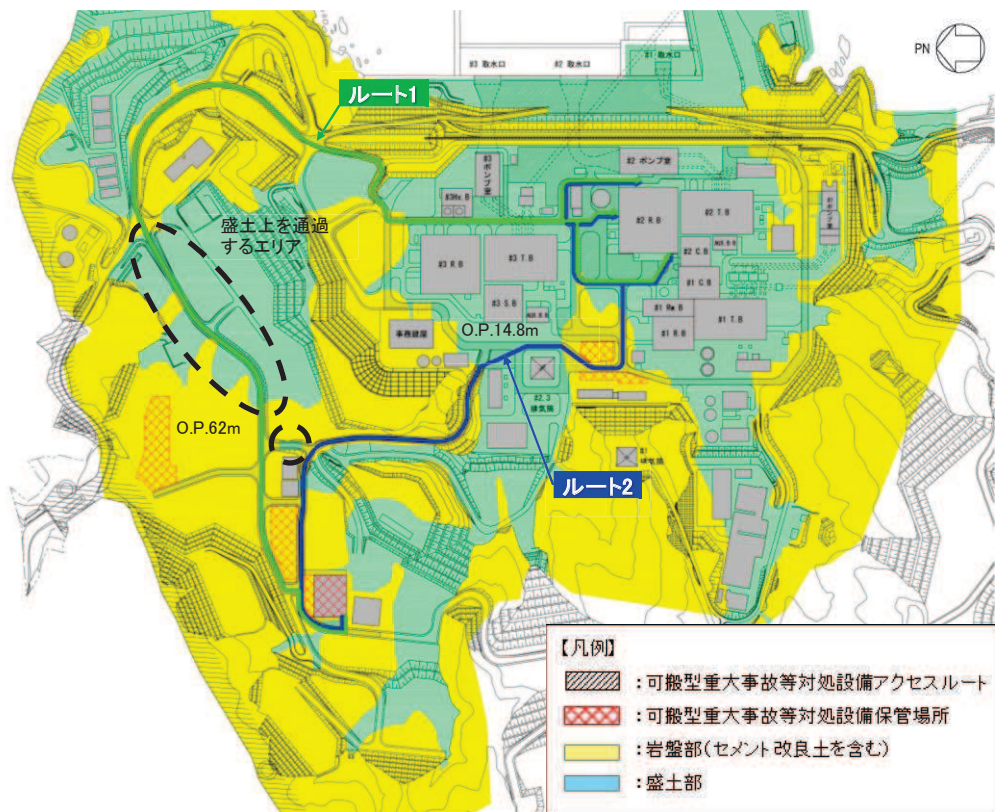 PN
#3 取水口
#2 取水口
#1 取水口
ルート1
#3
ポンプ室
#2 ポンプ室
#3Hx.B
盛土上を通過
するエリア
#2 R.B
#2 T.B
#3 R.B
#3 T.B
#2 C.B
#1 C.B
#3 S.B
#1 Rw.B
#1 T.B
#1 R.B
事務建屋
O.P.14.8m
#2,3
排気筒
O.P.62m
#1
排気筒
ルート2
【凡例】
:可搬型重大事故等対処設備アクセスルート
:可搬型重大事故等対処設備保管場所
:岩盤部(セメント改良土を含む)
:盛土部